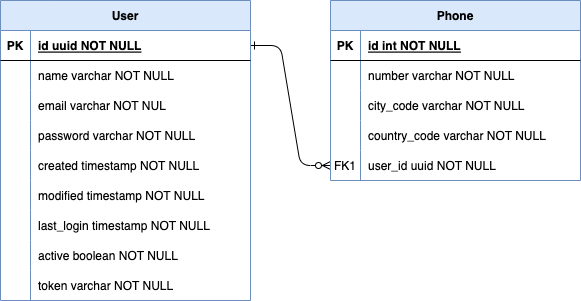 User
PK id uuid NOT NULL
name varchar NOT NULL
email varchar NOT NUL
password varchar NOT NULL
created timestamp NOT NULL
modified timestamp NOT NULL
last_login timestamp NOT NULL
active boolean NOT NULL
token varchar NOT NULL
Phone
PK id int NOT NULL
number varchar NOT NULL
city_code varchar NOT NULL
country_code varchar NOT NULL
FK1 user_id uuid NOT NULL